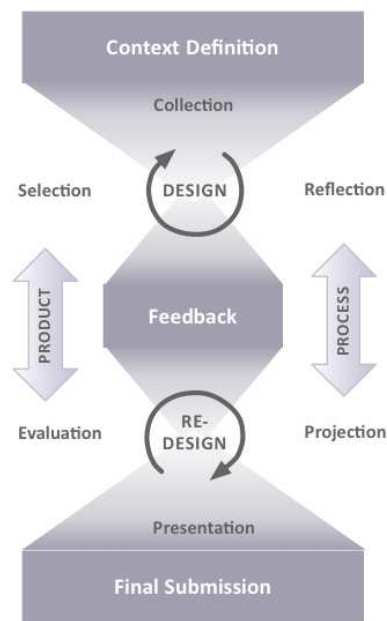 Context Definition
Collection
Selection
DESIGN
Reflection
PRODUCT
Feedback
PROCESS
Evaluation
RE-
DESIGN
Projection
Presentation
Final Submission